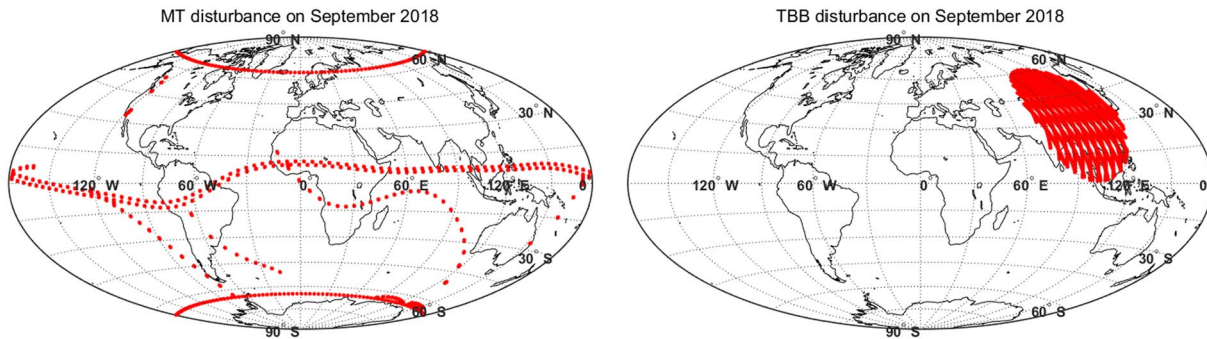 MT disturbance on September 2018
90° N
60° N
30° N
120° W
60° W
0
60° E
120° E
0
30° S
60° S
90° S
TBB disturbance on September 2018
90° N
60° N
30° N
120° W
60° W
0
60° E
120° E
0
30° S
60° S
90° S